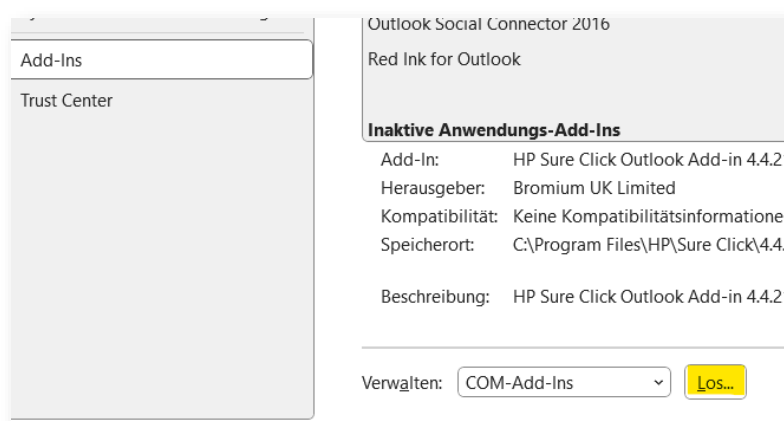 Add-Ins
Trust Center
Outlook Social Connector 2016
Red Ink for Outlook
Inaktive Anwendungs-Add-Ins
Add-In: HP Sure Click Outlook Add-in 4.4.2
Herausgeber: Bromium UK Limited
Kompatibilität: Keine Kompatibilitätsinformatione
Speicherort: C:\Program Files\HP\Sure Click\4.4.
Beschreibung: HP Sure Click Outlook Add-in 4.4.2
Verwalten: COM-Add-Ins Los...